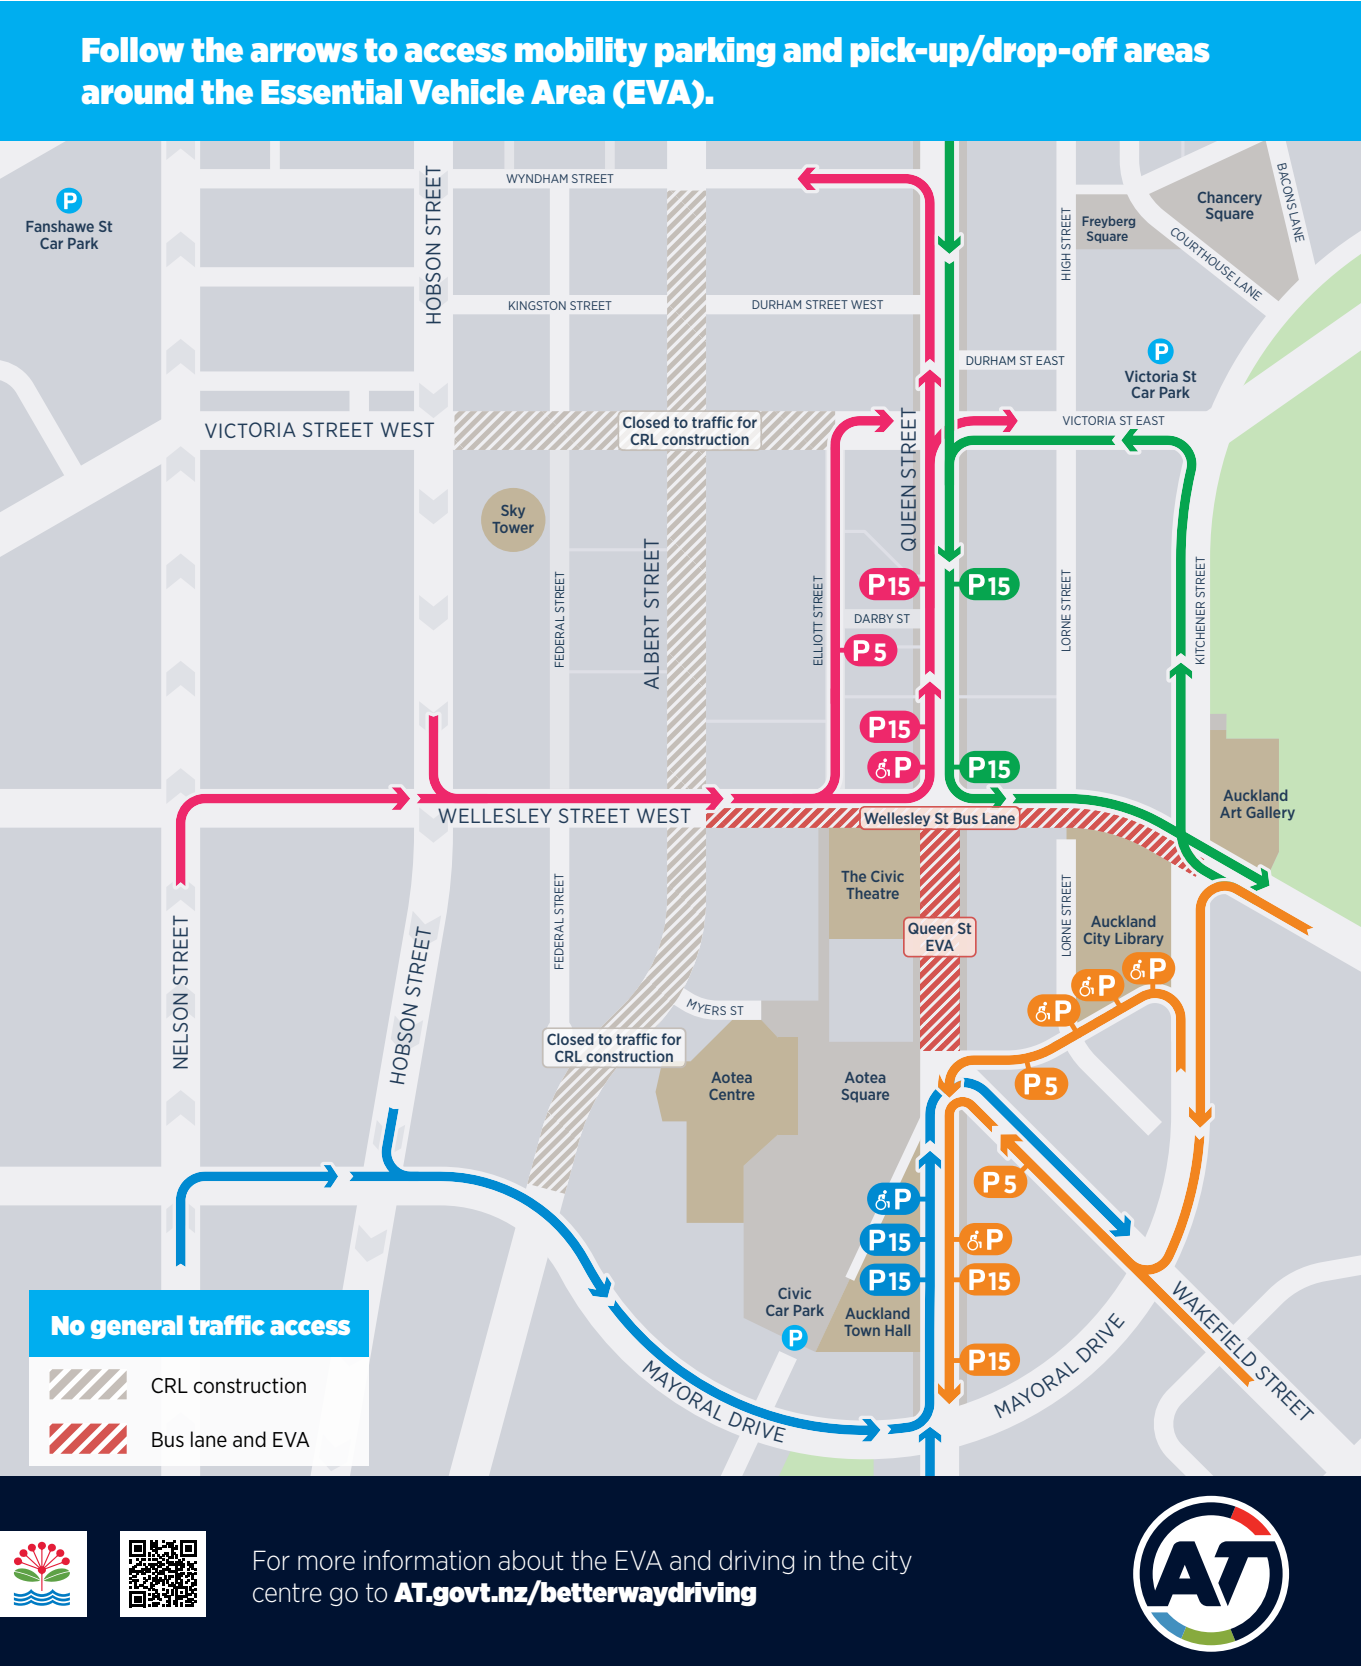 Follow the arrows to access mobility parking and pick-up/drop-off areas
around the Essential Vehicle Area (EVA).
WYNDHAM STREET
HOBSON STREET
P
Fanshawe St
Car Park
Chancery
Square
BACONS LANE
Freyberg
Square
HIGH STREET
COURTHOUSE LANE
KINGSTON STREET
DURHAM STREET WEST
DURHAM ST EAST
P
Victoria St
Car Park
VICTORIA STREET WEST
Closed to traffic for
CRL construction
QUEEN STREET
VICTORIA ST EAST
Sky
Tower
FEDERAL STREET
ALBERT STREET
ELLIOTT STREET
P15
P15
DARBY ST
P5
LORNE STREET
KITCHENER STREET
P15
P
P15
WELLESLEY STREET WEST
Wellesley St Bus Lane
Auckland
Art Gallery
The Civic
Theatre
Queen St
EVA
FEDERAL STREET
LORNE STREET
Auckland
City Library
NELSON STREET
HOBSON STREET
P
P
P
MYERS ST
Closed to traffic for
CRL construction
Aotea
Centre
Aotea
Square
P5
P5
P
P15
P15
P
P15
P15
Civic
Car Park
P
Auckland
Town Hall
MAYORAL DRIVE
MAYORAL DRIVE
WAKEFIELD STREET
No general traffic access
CRL construction
Bus lane and EVA
For more information about the EVA and driving in the city
centre go to AT.govt.nz/betterwaydriving
AT